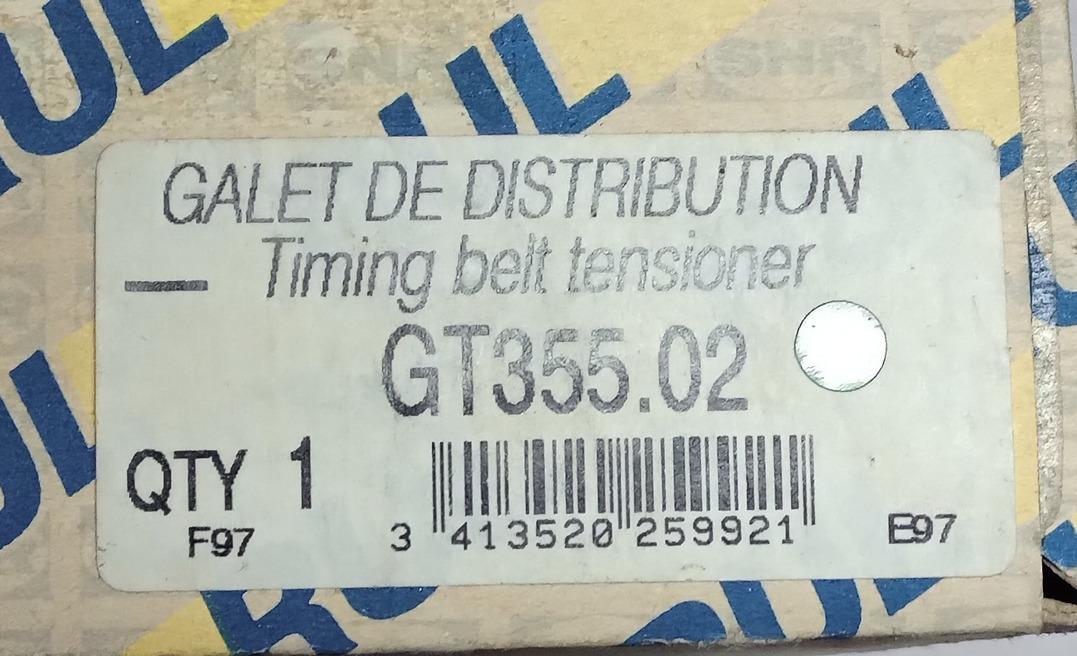 GALET DE DISTRIBUTION
Timing belt tensioner
GT355.02
QTY 1
F97
3 413520 259921
E97